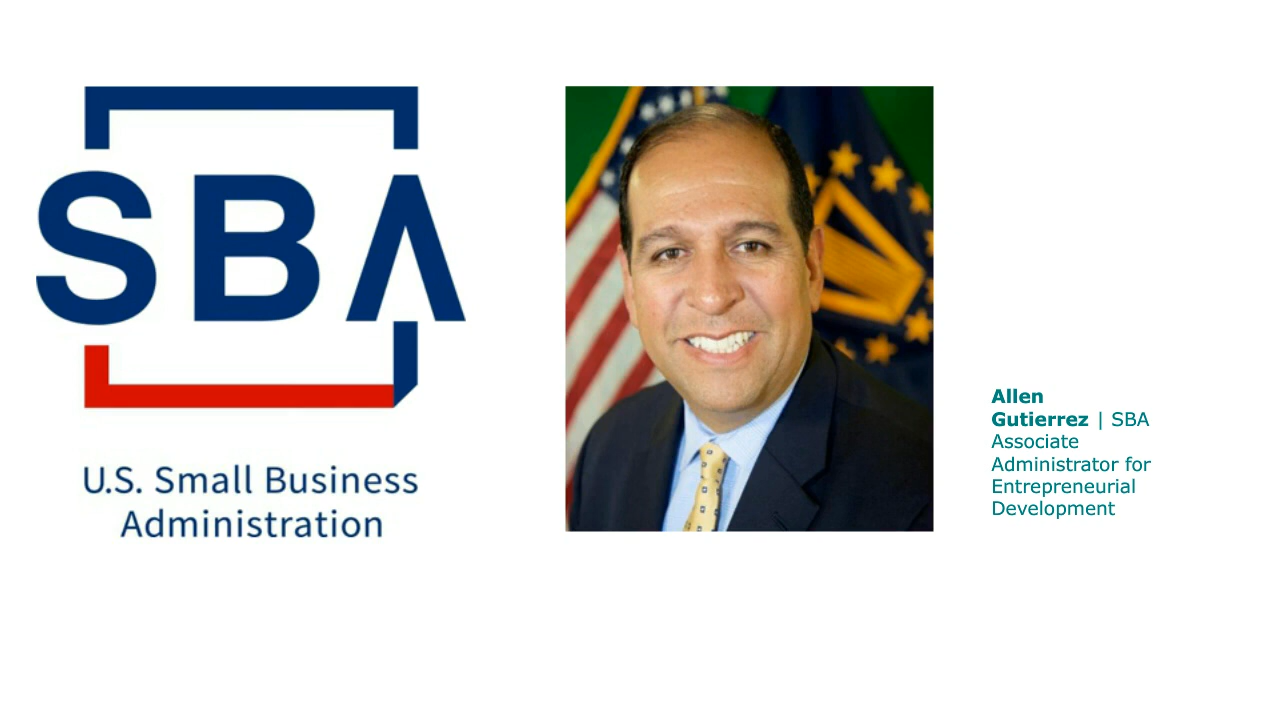 SBA
U.S. Small Business
Administration
Allen
Gutierrez | SBA
Associate
Administrator for
Entrepreneurial
Development